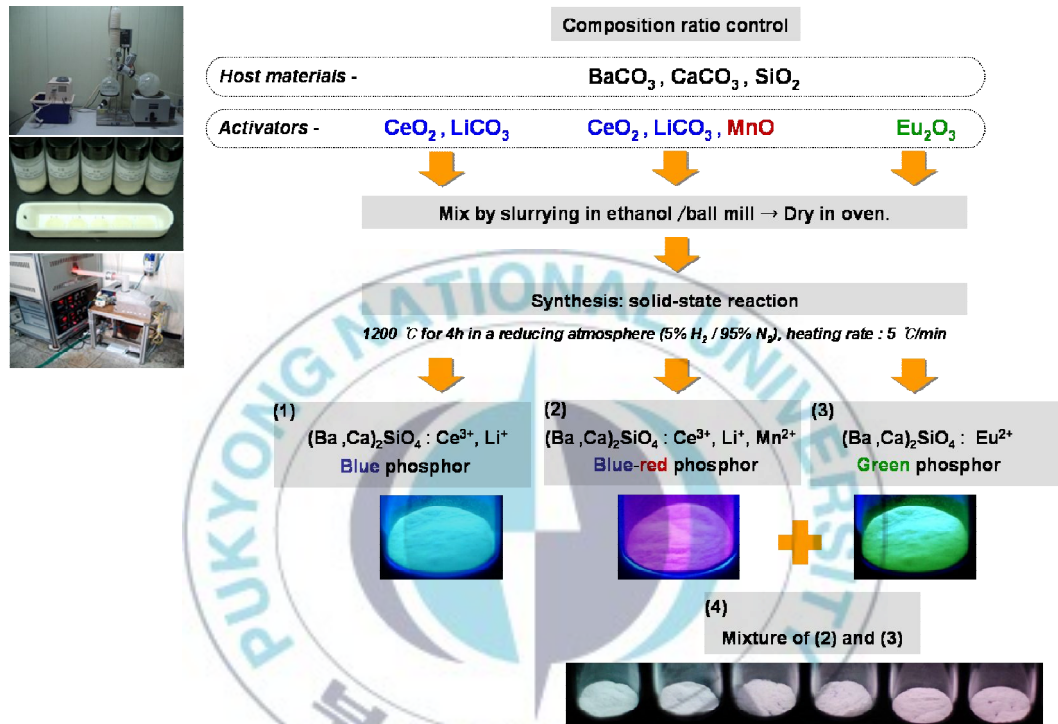 Composition ratio control
Host materials - BaCO₃ , CaCO₃ , SiO₂
Activators - CeO₂ , LiCO₃ CeO₂ , LiCO₃ , MnO Eu₂O₃
Mix by slurrying in ethanol /ball mill → Dry in oven.
Synthesis: solid-state reaction
1200 ℃ for 4h in a reducing atmosphere (5% H₂ / 95% N₂), heating rate : 5 ℃/min
(1)
(Ba ,Ca)₂SiO₄ : Ce³⁺, Li⁺
Blue phosphor
(2)
(Ba ,Ca)₂SiO₄ : Ce³⁺, Li⁺, Mn²⁺
Blue-red phosphor
(3)
(Ba ,Ca)₂SiO₄ : Eu²⁺
Green phosphor
(4)
Mixture of (2) and (3)
PUKYONG NATIONAL UNIVERSITY